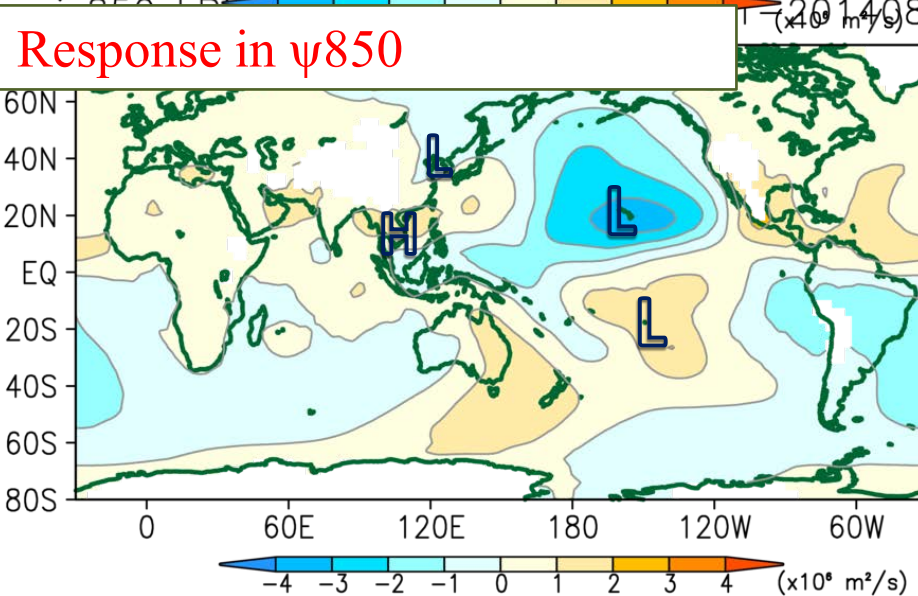 201408
(x10⁶ m²/s)
Response in ψ850
60N
40N
20N
EQ
20S
40S
60S
80S
L
L
H
L
0 60E 120E 180 120W 60W
−4 −3 −2 −1 0 1 2 3 4 (x10⁶ m²/s)